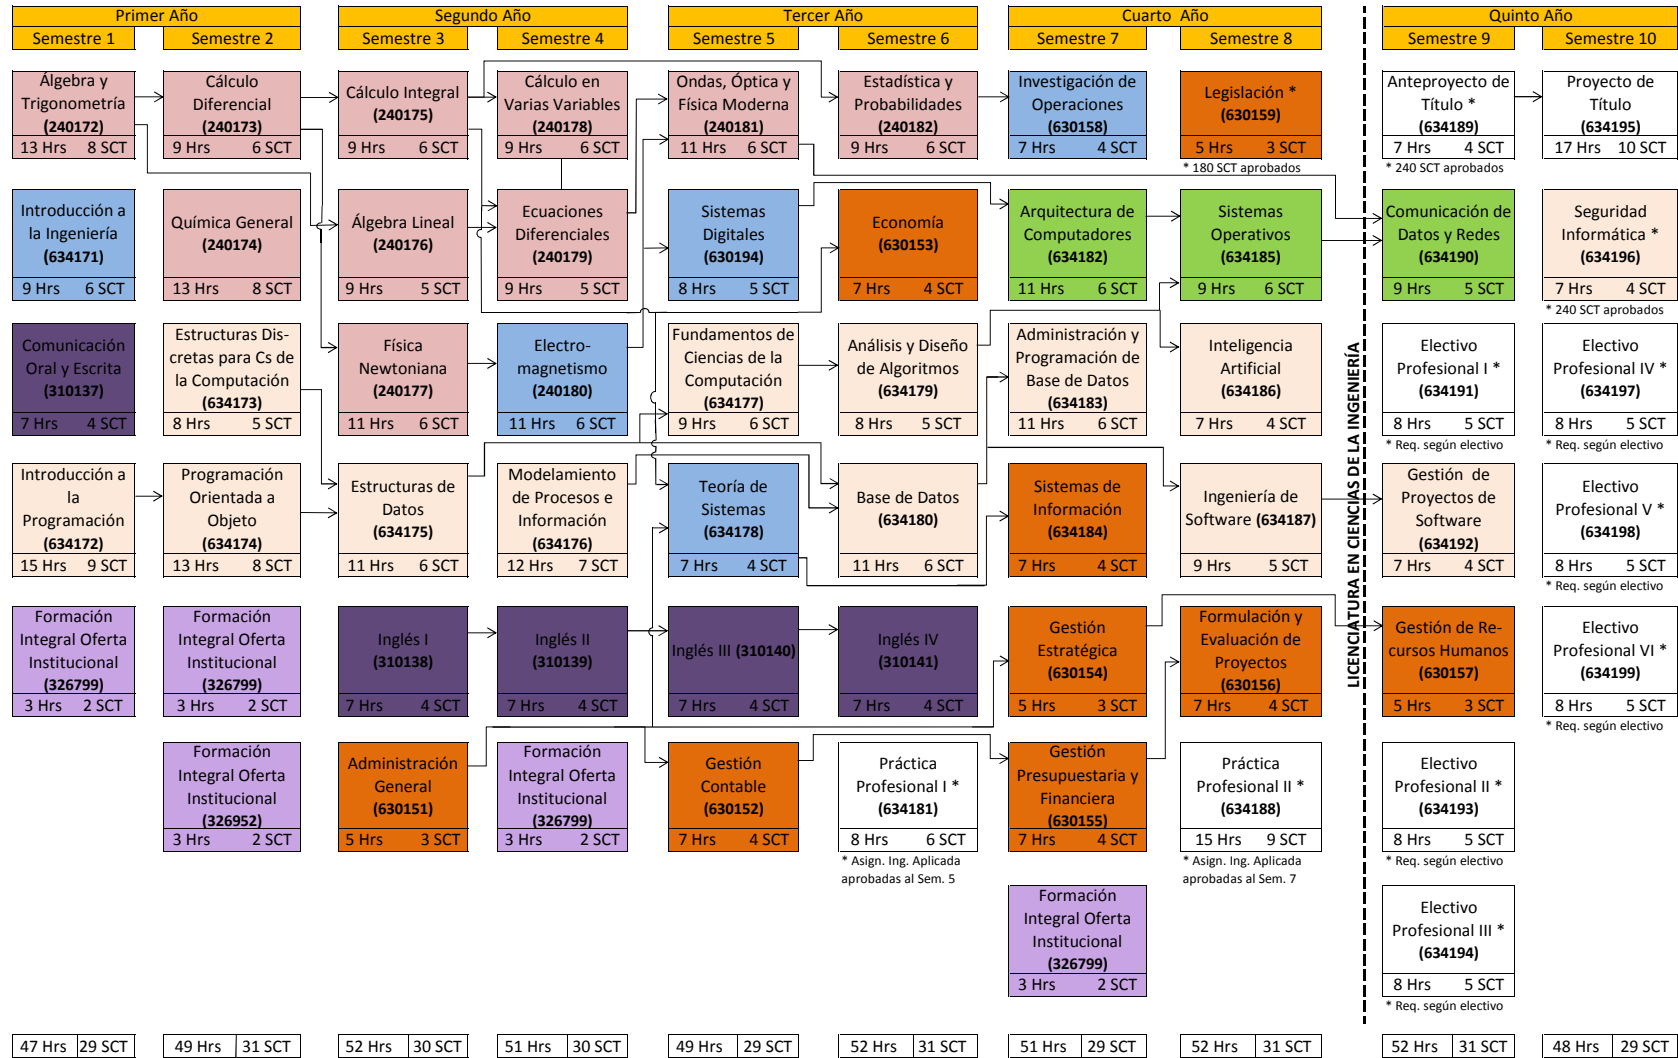 Primer Año
Segundo Año
Tercer Año
Cuarto Año
Quinto Año
Semestre 1
Semestre 2
Semestre 3
Semestre 4
Semestre 5
Semestre 6
Semestre 7
Semestre 8
Semestre 9
Semestre 10
Álgebra y
Trigonometría
(240172)
13 Hrs 8 SCT
Cálculo
Diferencial
(240173)
9 Hrs 6 SCT
Cálculo Integral
(240175)
9 Hrs 6 SCT
Cálculo en
Varias Variables
(240178)
9 Hrs 6 SCT
Ondas, Óptica y
Física Moderna
(240181)
11 Hrs 6 SCT
Estadística y
Probabilidades
(240182)
9 Hrs 6 SCT
Investigación de
Operaciones
(630158)
7 Hrs 4 SCT
Legislación *
(630159)
5 Hrs 3 SCT
* 180 SCT aprobados
Anteproyecto de
Título *
(634189)
7 Hrs 4 SCT
* 240 SCT aprobados
Proyecto de
Título
(634195)
17 Hrs 10 SCT
Introducción a
la Ingeniería
(634171)
9 Hrs 6 SCT
Química General
(240174)
13 Hrs 8 SCT
Álgebra Lineal
(240176)
9 Hrs 5 SCT
Ecuaciones
Diferenciales
(240179)
9 Hrs 5 SCT
Sistemas
Digitales
(630194)
8 Hrs 5 SCT
Economía
(630153)
7 Hrs 4 SCT
Arquitectura de
Computadores
(634182)
11 Hrs 6 SCT
Sistemas
Operativos
(634185)
9 Hrs 6 SCT
Comunicación de
Datos y Redes
(634190)
9 Hrs 5 SCT
Seguridad
Informática *
(634196)
7 Hrs 4 SCT
* 240 SCT aprobados
Comunicación
Oral y Escrita
(310137)
7 Hrs 4 SCT
Estructuras Dis-
cretas para Cs de
la Computación
(634173)
8 Hrs 5 SCT
Física
Newtoniana
(240177)
11 Hrs 6 SCT
Electro-
magnetismo
(240180)
11 Hrs 6 SCT
Fundamentos de
Ciencias de la
Computación
(634177)
9 Hrs 6 SCT
Análisis y Diseño
de Algoritmos
(634179)
8 Hrs 5 SCT
Administración y
Programación de
Base de Datos
(634183)
11 Hrs 6 SCT
Inteligencia
Artificial
(634186)
7 Hrs 4 SCT
LICENCIATURA EN CIENCIAS DE LA INGENIERÍA
Electivo
Profesional I *
(634191)
8 Hrs 5 SCT
* Req. según electivo
Electivo
Profesional IV *
(634197)
8 Hrs 5 SCT
* Req. según electivo
Introducción a
la
Programación
(634172)
15 Hrs 9 SCT
Programación
Orientada a
Objeto
(634174)
13 Hrs 8 SCT
Estructuras de
Datos
(634175)
11 Hrs 6 SCT
Modelamiento
de Procesos e
Información
(634176)
12 Hrs 7 SCT
Teoría de
Sistemas
(634178)
7 Hrs 4 SCT
Base de Datos
(634180)
11 Hrs 6 SCT
Sistemas de
Información
(634184)
7 Hrs 4 SCT
Ingeniería de
Software (634187)
9 Hrs 5 SCT
Gestión de
Proyectos de
Software
(634192)
7 Hrs 4 SCT
Electivo
Profesional V *
(634198)
8 Hrs 5 SCT
* Req. según electivo
Formación
Integral Oferta
Institucional
(326799)
3 Hrs 2 SCT
Formación
Integral Oferta
Institucional
(326799)
3 Hrs 2 SCT
Inglés I
(310138)
7 Hrs 4 SCT
Inglés II
(310139)
7 Hrs 4 SCT
Inglés III (310140)
7 Hrs 4 SCT
Inglés IV
(310141)
7 Hrs 4 SCT
Gestión
Estratégica
(630154)
5 Hrs 3 SCT
Formulación y
Evaluación de
Proyectos
(630156)
7 Hrs 4 SCT
Gestión de Re-
cursos Humanos
(630157)
5 Hrs 3 SCT
Electivo
Profesional VI *
(634199)
8 Hrs 5 SCT
* Req. según electivo
Formación
Integral Oferta
Institucional
(326952)
3 Hrs 2 SCT
Administración
General
(630151)
5 Hrs 3 SCT
Formación
Integral Oferta
Institucional
(326799)
3 Hrs 2 SCT
Gestión
Contable
(630152)
7 Hrs 4 SCT
Práctica
Profesional I *
(634181)
8 Hrs 6 SCT
* Asign. Ing. Aplicada
aprobadas al Sem. 5
Gestión
Presupuestaria y
Financiera
(630155)
7 Hrs 4 SCT
Práctica
Profesional II *
(634188)
15 Hrs 9 SCT
* Asign. Ing. Aplicada
aprobadas al Sem. 7
Electivo
Profesional II *
(634193)
8 Hrs 5 SCT
* Req. según electivo
Formación
Integral Oferta
Institucional
(326799)
3 Hrs 2 SCT
Electivo
Profesional III *
(634194)
8 Hrs 5 SCT
* Req. según electivo
47 Hrs 29 SCT
49 Hrs 31 SCT
52 Hrs 30 SCT
51 Hrs 30 SCT
49 Hrs 29 SCT
52 Hrs 31 SCT
51 Hrs 29 SCT
52 Hrs 31 SCT
52 Hrs 31 SCT
48 Hrs 29 SCT